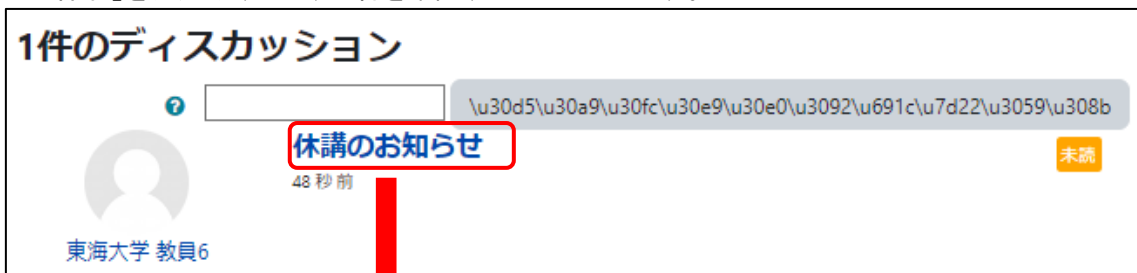 1件のディスカッション
\u30d5\u30a9\u30fc\u30e9\u30e0\u3092\u691c\u7d22\u3059\u308b
休講のお知らせ
未読
48 秒前
東海大学 教員6